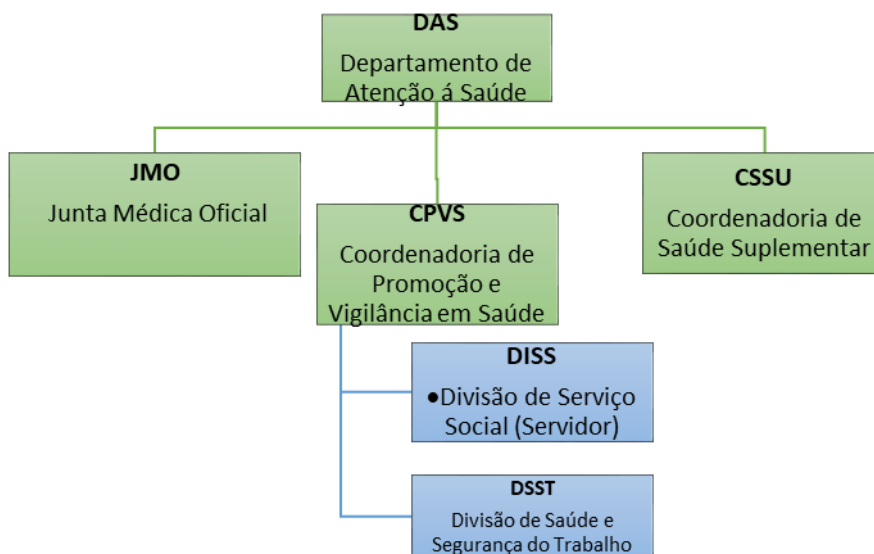 DAS
Departamento de
Atenção á Saúde
JMO
Junta Médica Oficial
CPVS
Coordenadoria de
Promoção e
Vigilância em Saúde
CSSU
Coordenadoria de
Saúde Suplementar
DISS
•Divisão de Serviço
Social (Servidor)
DSST
Divisão de Saúde e
Segurança do Trabalho